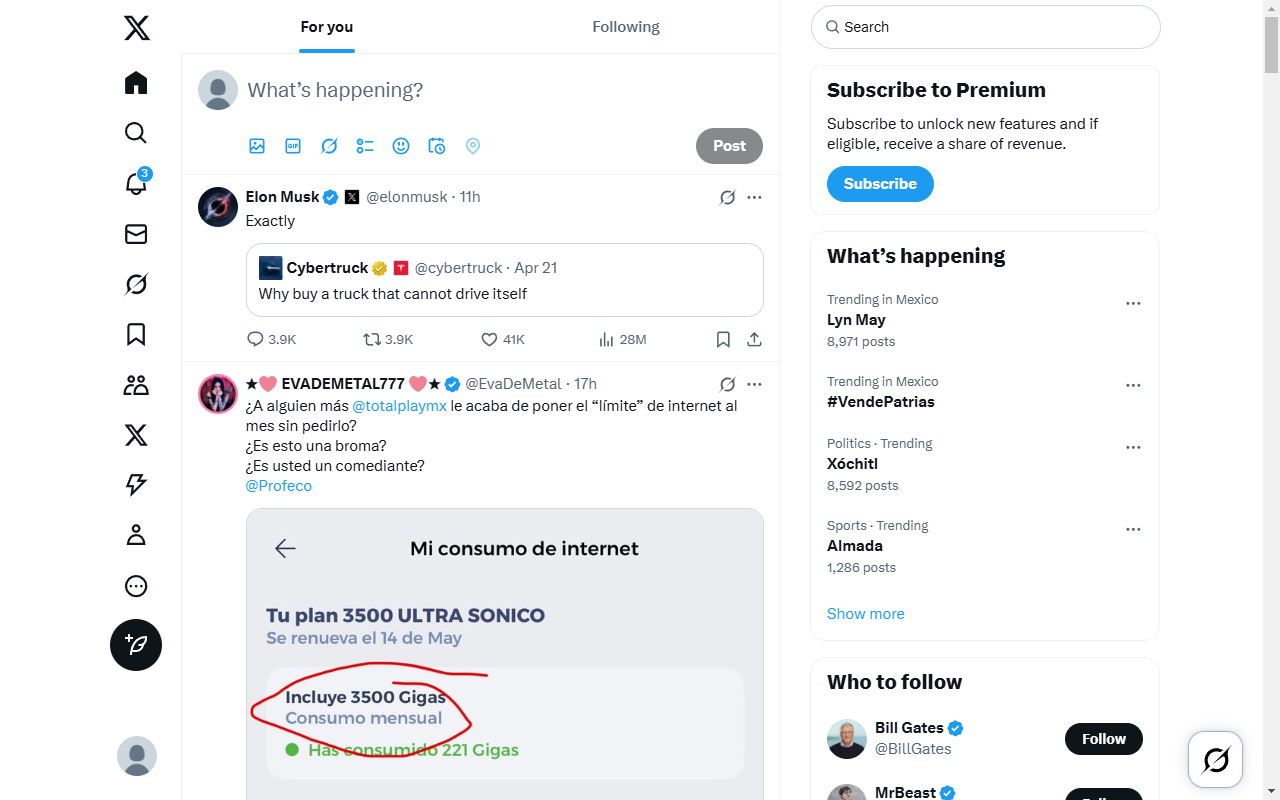 For you
Following
What's happening?
GIF
Post
3
Elon Musk @elonmusk · 11h
Exactly
Cybertruck @cybertruck · Apr 21
Why buy a truck that cannot drive itself
3.9K 3.9K 41K 28M
★🩷 EVADEMETAL777 🩷★ @EvaDeMetal · 17h
¿A alguien más @totalplaymx le acaba de poner el “límite” de internet al
mes sin pedirlo?
¿Es esto una broma?
¿Es usted un comediante?
@Profeco
Mi consumo de internet
Tu plan 3500 ULTRA SONICO
Se renueva el 14 de May
Incluye 3500 Gigas
Consumo mensual
Has consumido 221 Gigas
Search
Subscribe to Premium
Subscribe to unlock new features and if
eligible, receive a share of revenue.
Subscribe
What's happening
Trending in Mexico
Lyn May
8,971 posts
Trending in Mexico
#VendePatrias
Politics · Trending
Xóchitl
8,592 posts
Sports · Trending
Almada
1,286 posts
Show more
Who to follow
Bill Gates
@BillGates
Follow
MrBeast